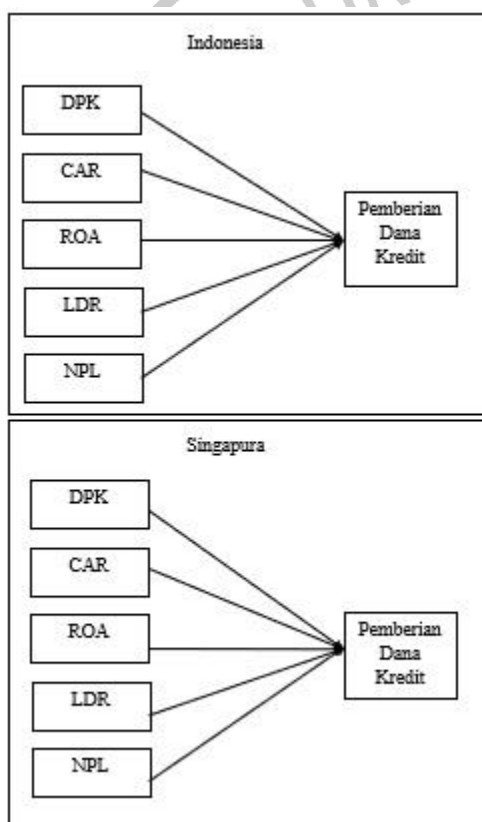 Indonesia
DPK
CAR
ROA
LDR
NPL
Pemberian
Dana
Kredit
Singapura
DPK
CAR
ROA
LDR
NPL
Pemberian
Dana
Kredit